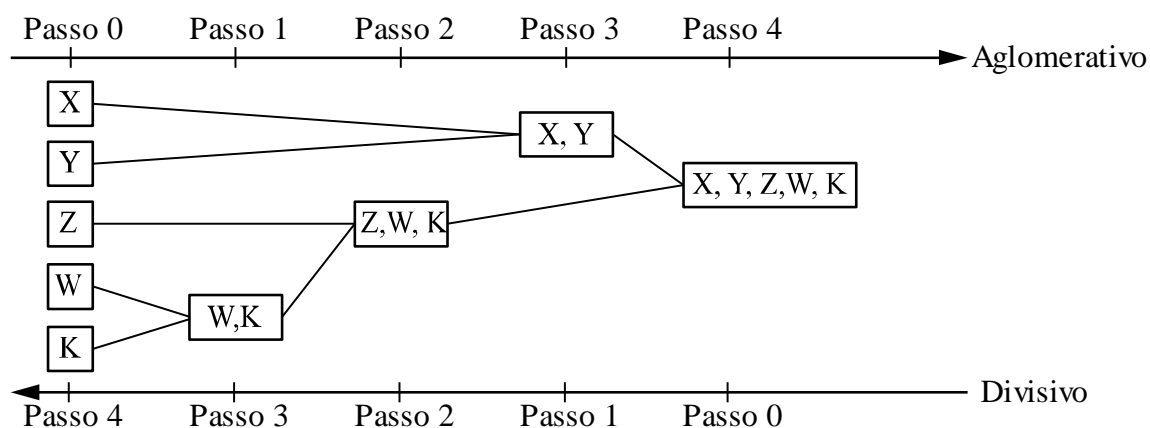 Passo 0 Passo 1 Passo 2 Passo 3 Passo 4
Aglomerativo
X
X, Y
Y
X, Y, Z,W, K
Z
Z,W, K
W
W,K
K
Divisivo
Passo 4 Passo 3 Passo 2 Passo 1 Passo 0